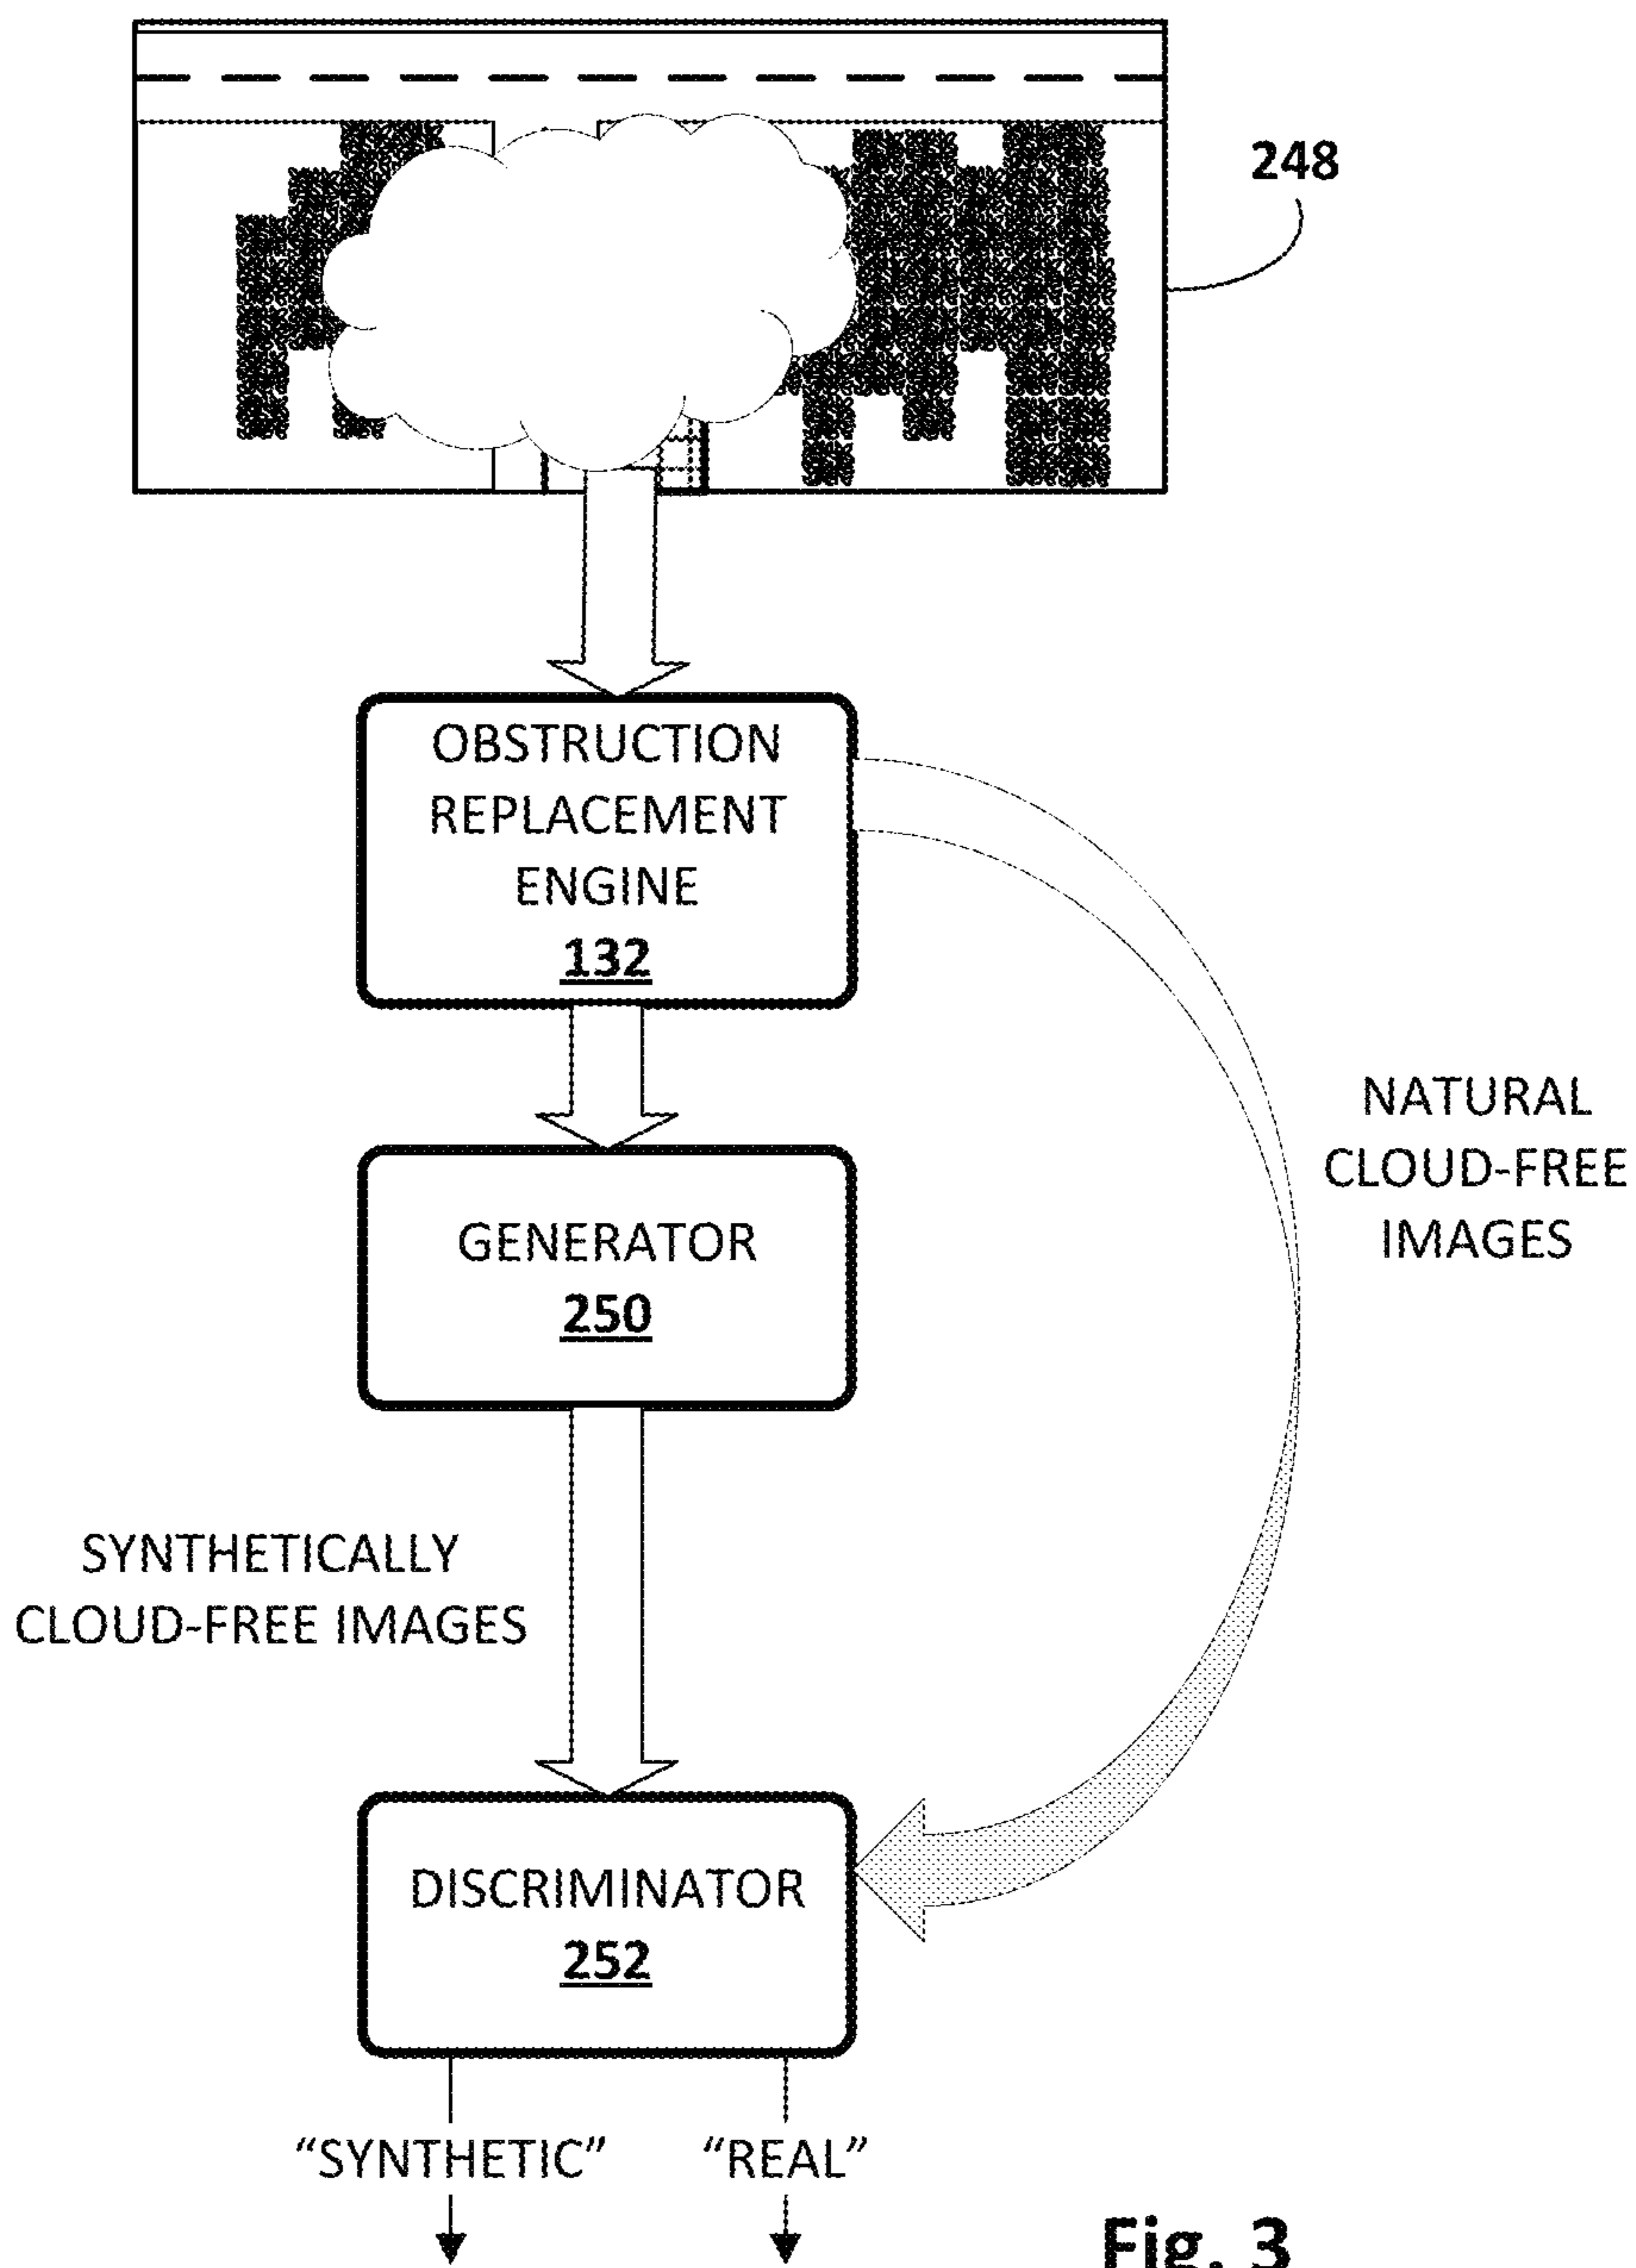 248
OBSTRUCTION
REPLACEMENT
ENGINE
132
NATURAL
CLOUD-FREE
IMAGES
GENERATOR
250
SYNTHETICALLY
CLOUD-FREE IMAGES
DISCRIMINATOR
252
“SYNTHETIC” “REAL”
Fig. 3